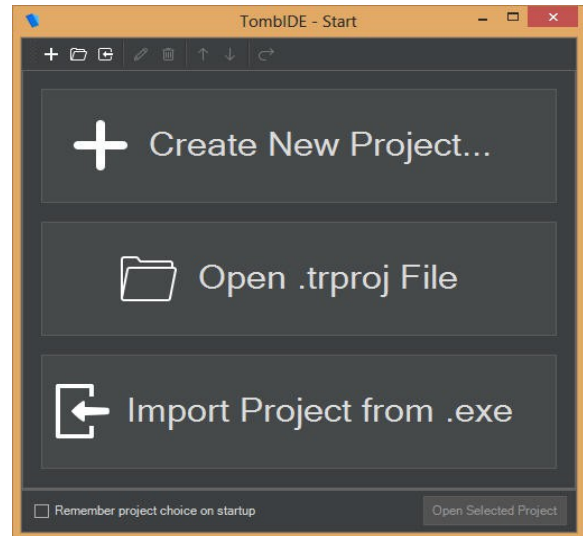 TombIDE - Start
Create New Project...
Open .trproj File
Import Project from .exe
Remember project choice on startup
Open Selected Project